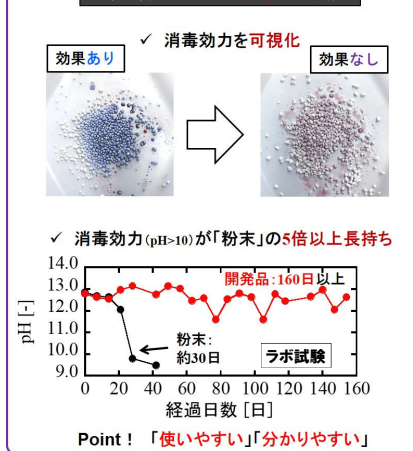 ✓ 消毒効力を可視化
効果あり
効果なし
✓ 消毒効力(pH>10)が「粉末」の5倍以上長持ち
14.0
13.0
12.0
11.0
10.0
9.0
pH [-]
開発品:160日以上
粉末:
約30日
ラボ試験
0 20 40 60 80 100 120 140 160
経過日数 [日]
Point! 「使いやすい」「分かりやすい」